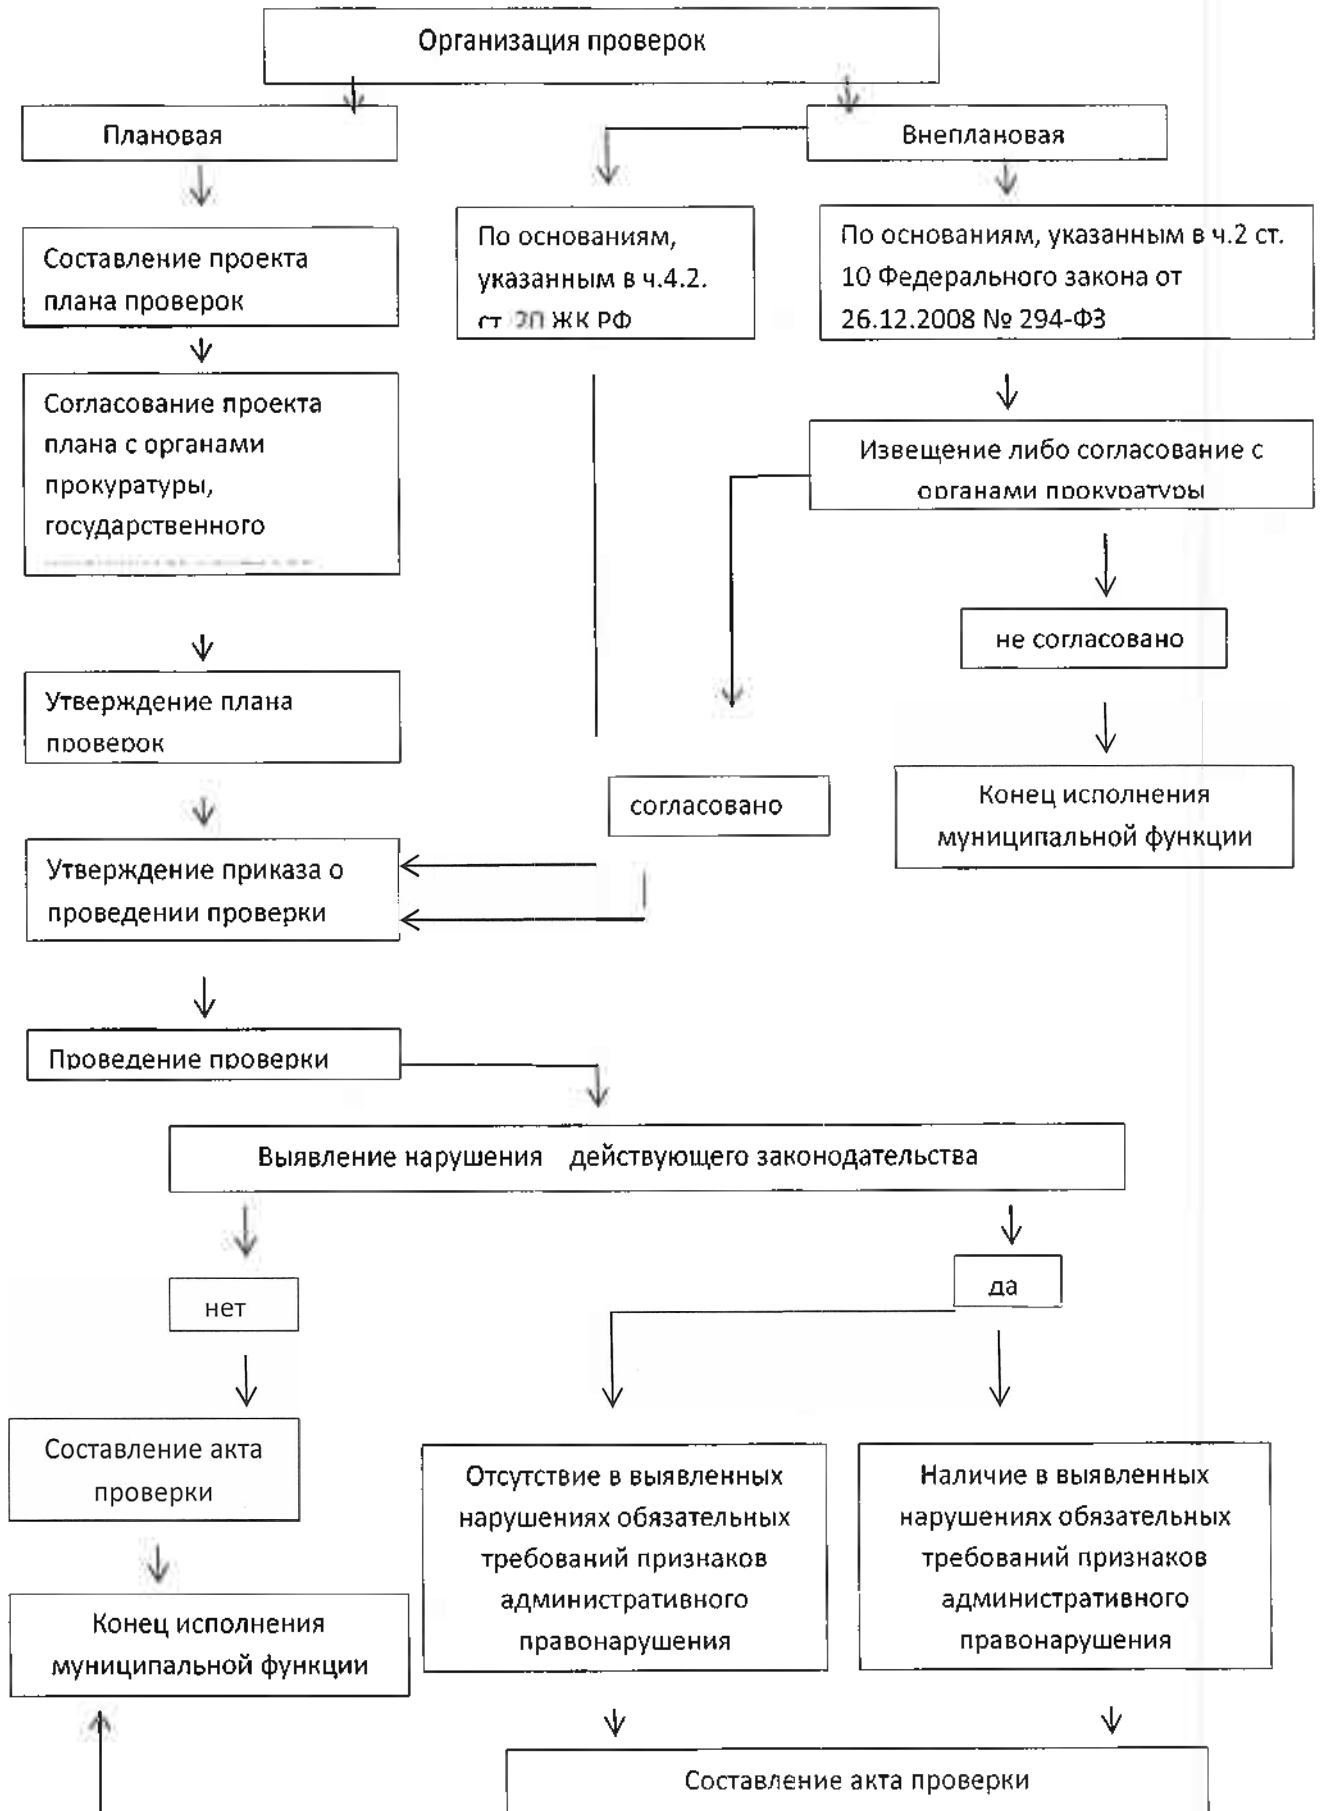 Организация проверок
Плановая
Внеплановая
Составление проекта
плана проверок
По основаниям,
указанным в ч.4.2.
ст ЖК РФ
По основаниям, указанным в ч.2 ст.
10 Федерального закона от
26.12.2008 № 294-ФЗ
Согласование проекта
плана с органами
прокуратуры,
государственного
Извещение либо согласование с
органами прокуратуры
не согласовано
Утверждение плана
проверок
согласовано
Конец исполнения
муниципальной функции
Утверждение приказа о
проведении проверки
Проведение проверки
Выявление нарушения действующего законодательства
нет
да
Составление акта
проверки
Отсутствие в выявленных
нарушениях обязательных
требований признаков
административного
правонарушения
Наличие в выявленных
нарушениях обязательных
требований признаков
административного
правонарушения
Конец исполнения
муниципальной функции
Составление акта проверки